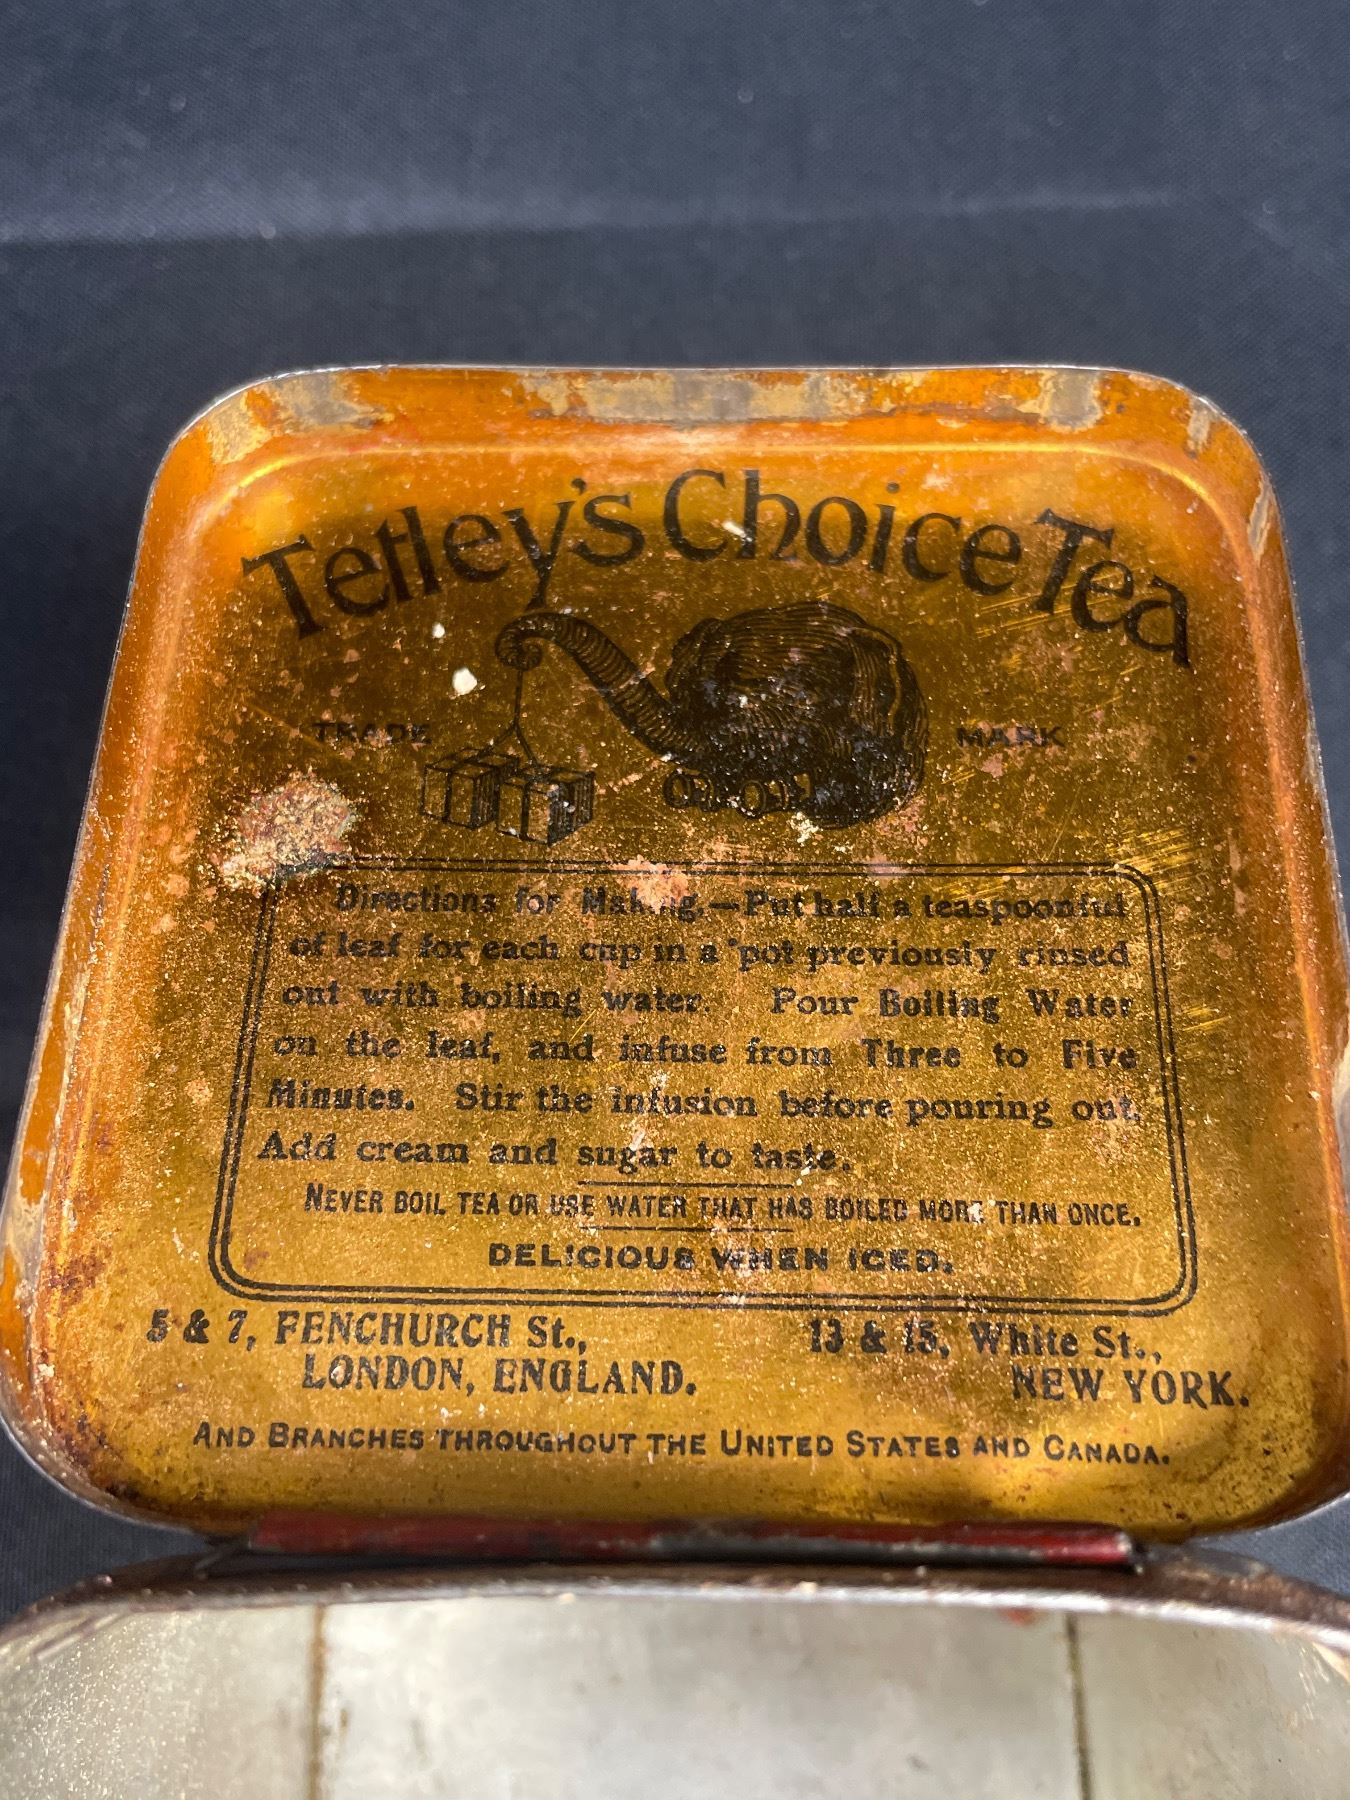 Tetley's Choice Tea
TRADE MARK
Directions for Making.—Put half a teaspoonful
of leaf for each cup in a pot previously rinsed
out with boiling water. Pour Boiling Water
on the leaf, and infuse from Three to Five
Minutes. Stir the infusion before pouring out.
Add cream and sugar to taste.
NEVER BOIL TEA OR USE WATER THAT HAS BOILED MORE THAN ONCE.
DELICIOUS WHEN ICED.
5 & 7, FENCHURCH St.,
LONDON, ENGLAND.
13 & 15, White St.,
NEW YORK.
AND BRANCHES THROUGHOUT THE UNITED STATES AND CANADA.